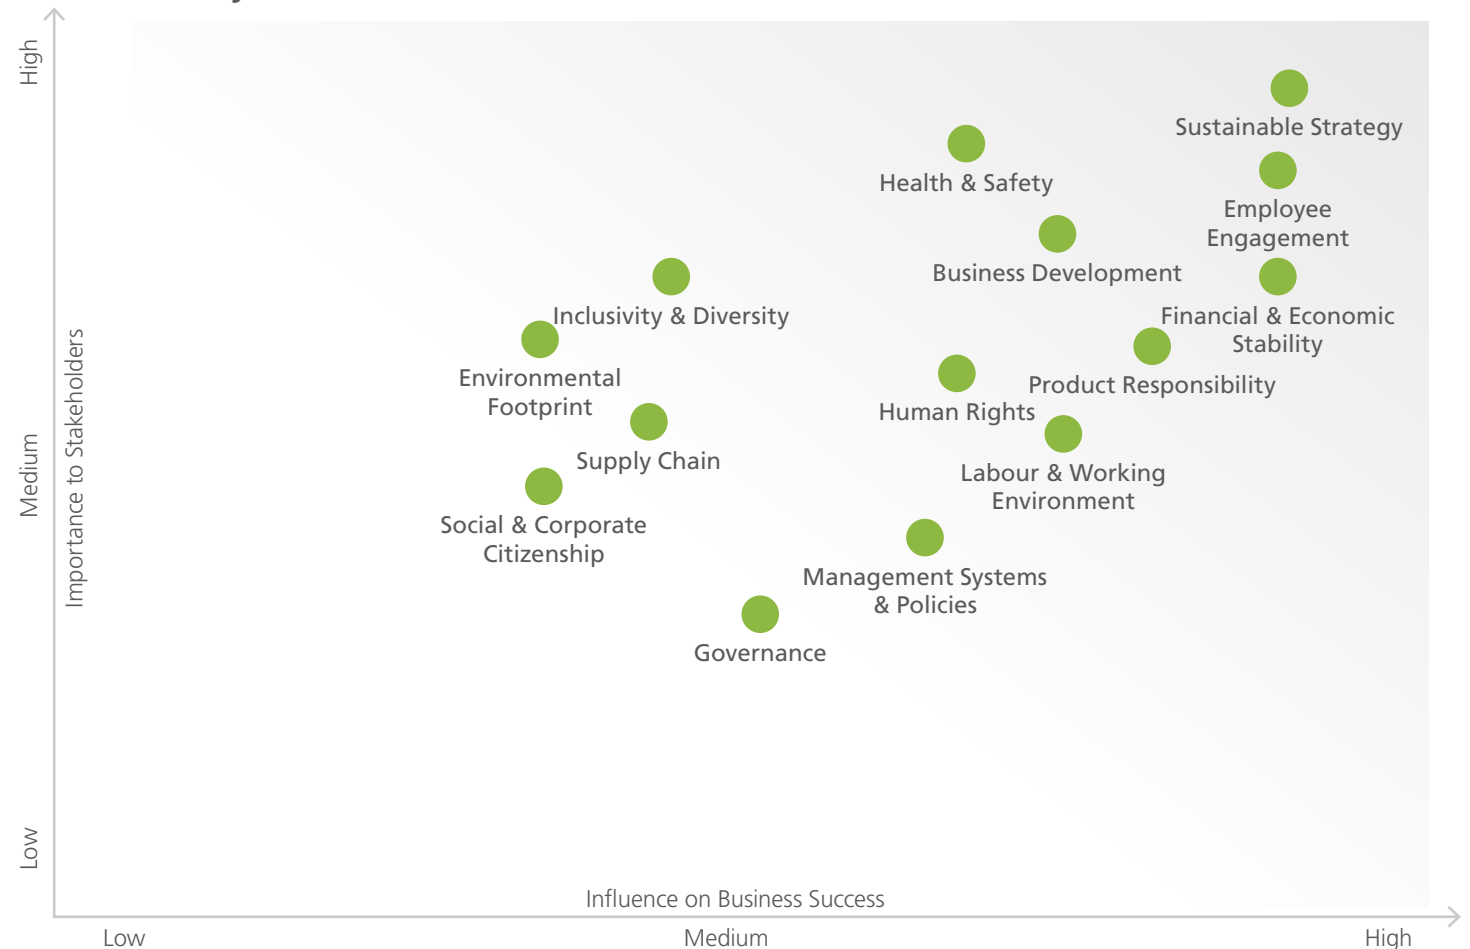 High
Sustainable Strategy
Health & Safety
Employee
Engagement
Business Development
Inclusivity & Diversity
Financial & Economic
Stability
Environmental
Footprint
Product Responsibility
Human Rights
Supply Chain
Labour & Working
Environment
Medium
Importance to Stakeholders
Social & Corporate
Citizenship
Management Systems
& Policies
Governance
Low
Influence on Business Success
Low
Medium
High